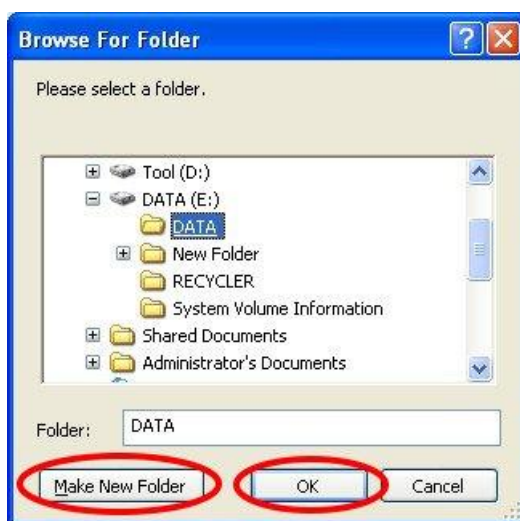 Browse For Folder
Please select a folder.
Tool (D:)
DATA (E:)
DATA
New Folder
RECYCLER
System Volume Information
Shared Documents
Administrator's Documents
Folder: DATA
Make New Folder OK Cancel